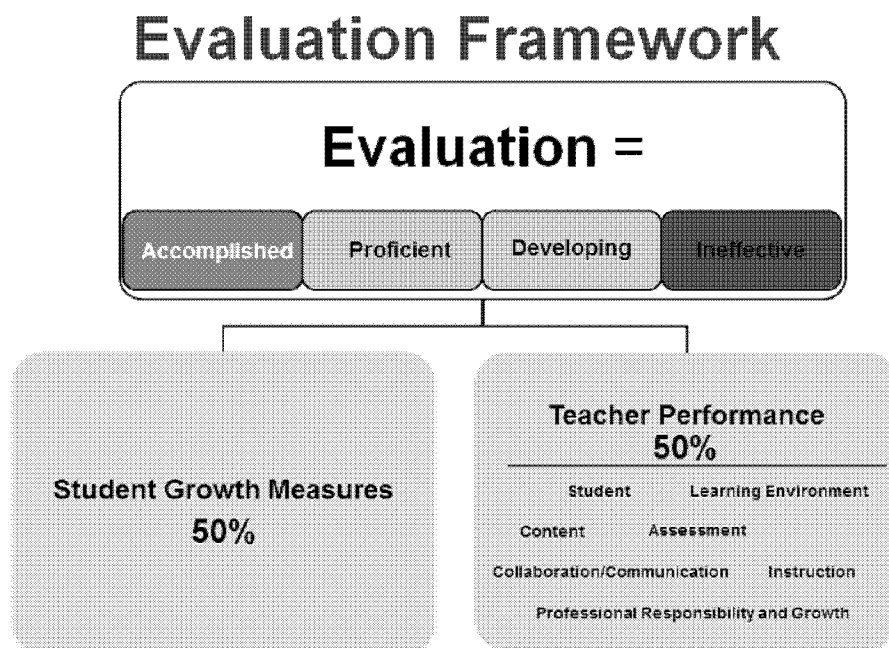 Evaluation Framework
Evaluation =
Accomplished Proficient Developing Ineffective
Student Growth Measures
50%
Teacher Performance
50%
Student Learning Environment
Content Assessment
Collaboration/Communication Instruction
Professional Responsibility and Growth